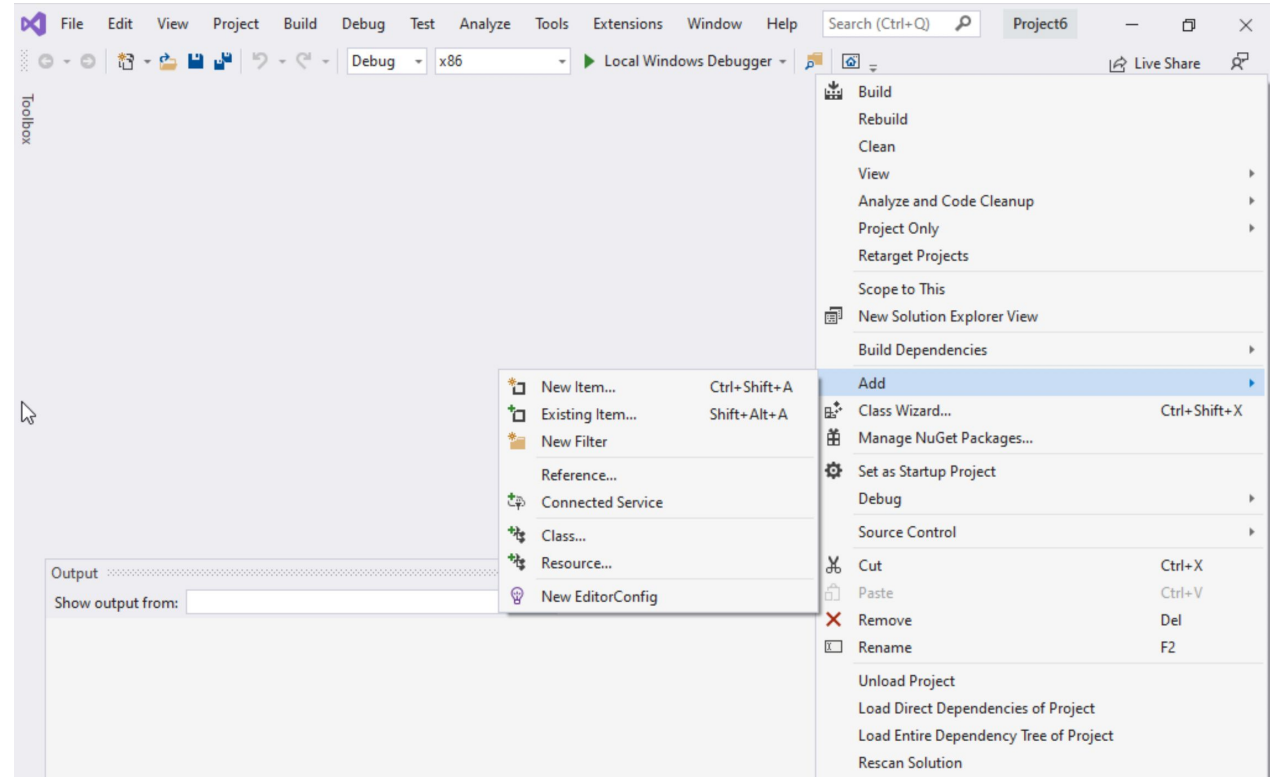 File Edit View Project Build Debug Test Analyze Tools Extensions Window Help Search (Ctrl+Q) Project6
Debug x86 Local Windows Debugger Live Share
Toolbox
Build
Rebuild
Clean
View
Analyze and Code Cleanup
Project Only
Retarget Projects
Scope to This
New Solution Explorer View
Build Dependencies
Add
Class Wizard... Ctrl+Shift+X
Manage NuGet Packages...
Set as Startup Project
Debug
Source Control
Cut Ctrl+X
Paste Ctrl+V
Remove Del
Rename F2
Unload Project
Load Direct Dependencies of Project
Load Entire Dependency Tree of Project
Rescan Solution
New Item... Ctrl+Shift+A
Existing Item... Shift+Alt+A
New Filter
Reference...
Connected Service
Class...
Resource...
New EditorConfig
Output
Show output from: